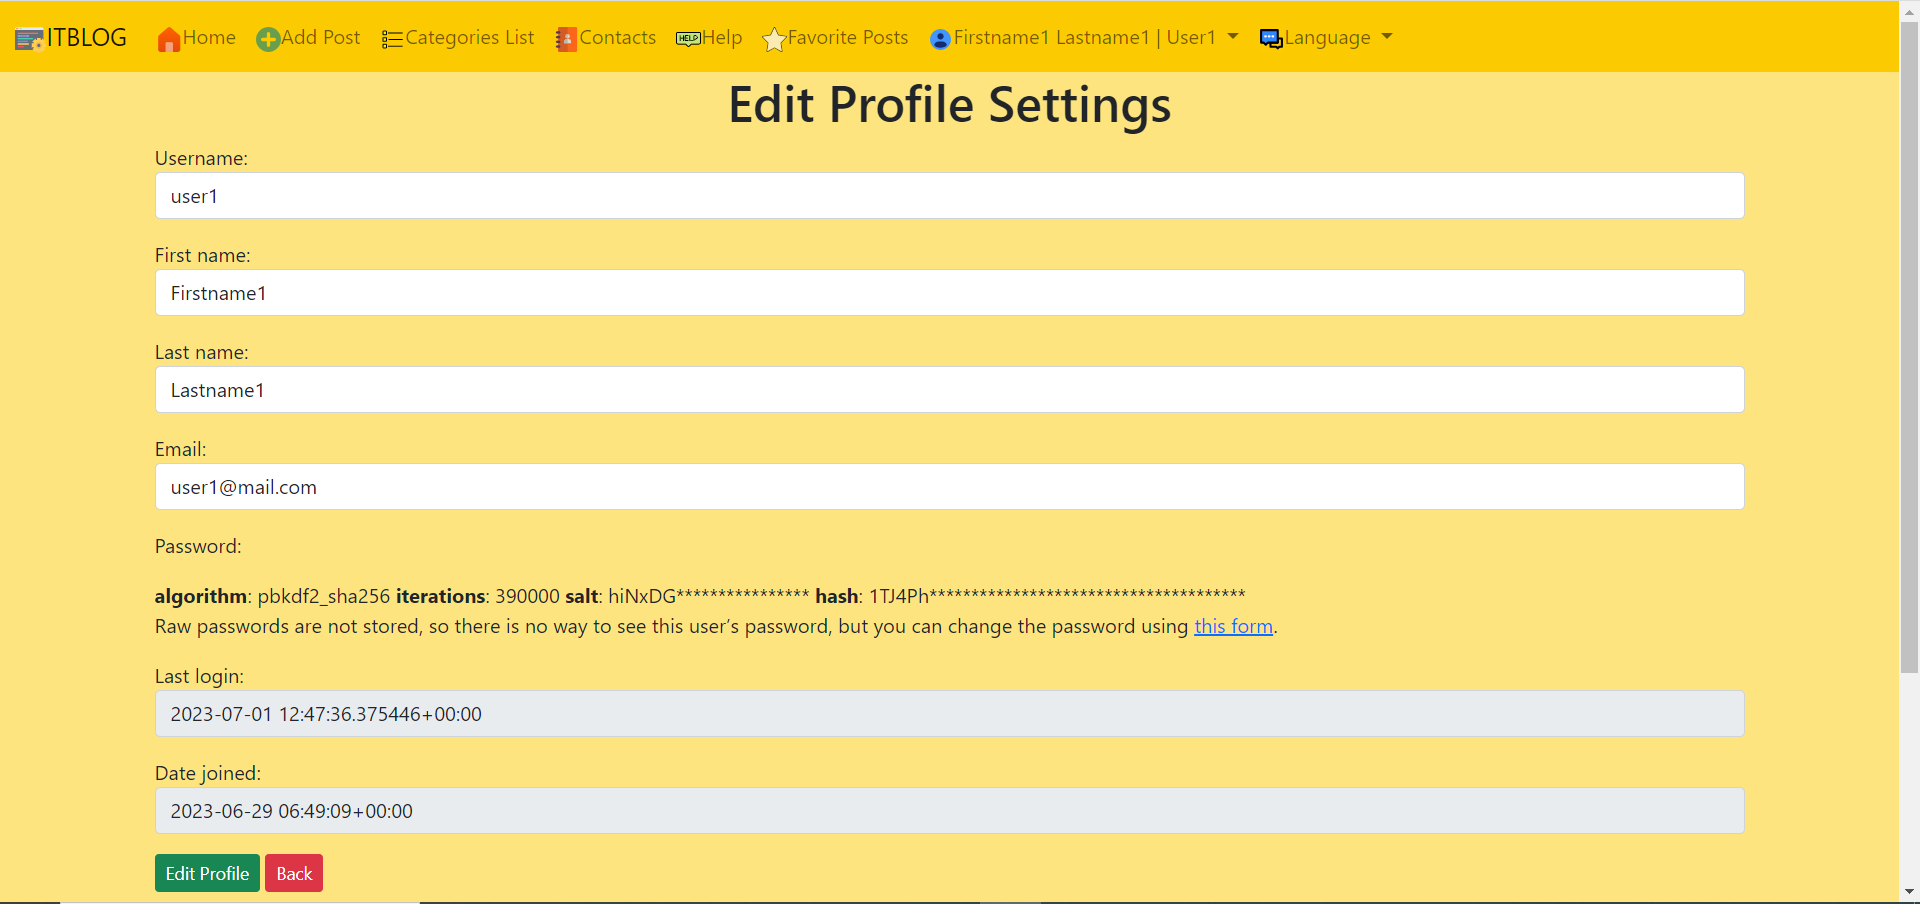 ITBLOG Home Add Post Categories List Contacts HELP Help Favorite Posts Firstname1 Lastname1 | User1 Language
Edit Profile Settings
Username:
user1
First name:
Firstname1
Last name:
Lastname1
Email:
user1@mail.com
Password:
algorithm: pbkdf2_sha256 iterations: 390000 salt: hiNxDG**************** hash: 1TJ4Ph**************************************
Raw passwords are not stored, so there is no way to see this user’s password, but you can change the password using this form.
Last login:
2023-07-01 12:47:36.375446+00:00
Date joined:
2023-06-29 06:49:09+00:00
Edit Profile Back